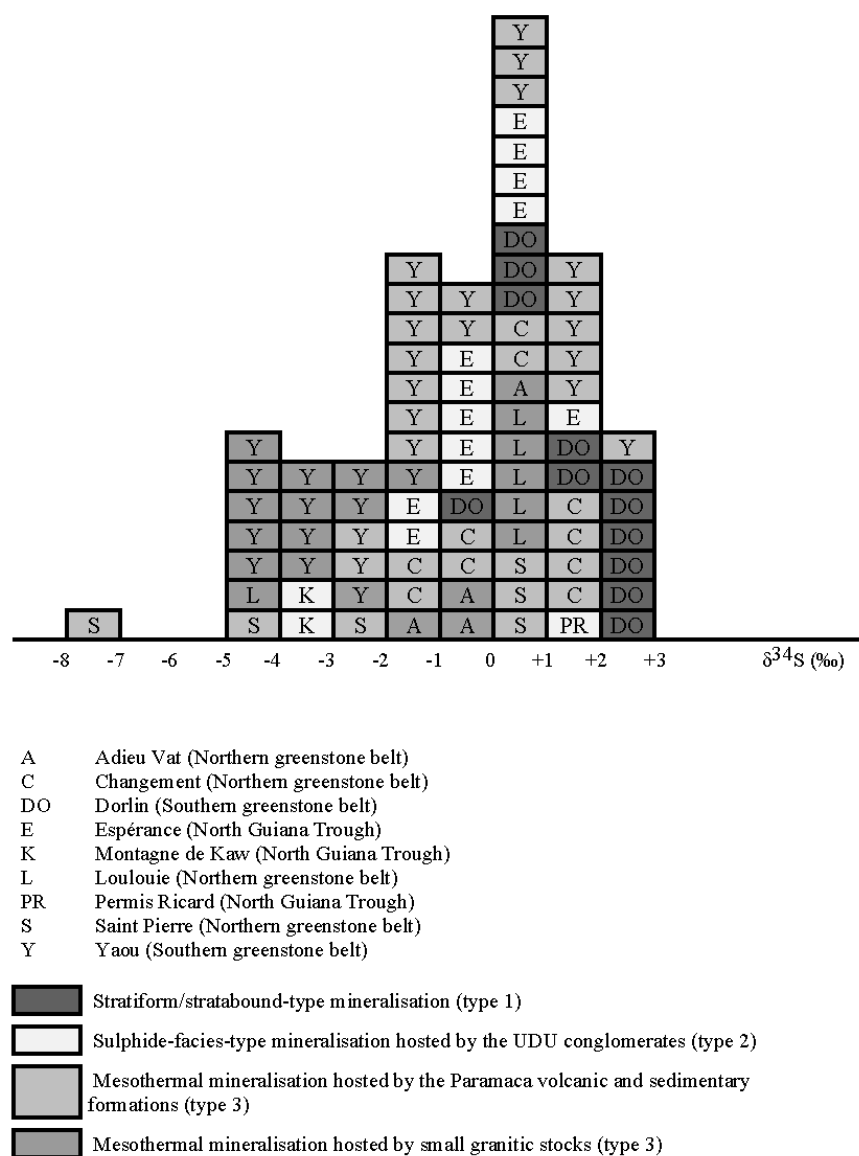 Y
Y
Y
E
E
E
E
DO
Y DO Y
Y Y DO Y
Y Y C Y
Y E C Y
Y E A Y
Y E L E
Y Y E L DO Y
Y Y Y Y E L DO DO
Y Y Y E DO L C DO
Y Y Y E C L C DO
Y Y Y C C S C DO
L K Y C A S C DO
S S K S A A S PR DO
-8 -7 -6 -5 -4 -3 -2 -1 0 +1 +2 +3 δ34S (‰)
A Adieu Vat (Northern greenstone belt)
C Changement (Northern greenstone belt)
DO Dorlin (Southern greenstone belt)
E Espérance (North Guiana Trough)
K Montagne de Kaw (North Guiana Trough)
L Loulouie (Northern greenstone belt)
PR Permis Ricard (North Guiana Trough)
S Saint Pierre (Northern greenstone belt)
Y Yaou (Southern greenstone belt)
Stratiform/stratabound-type mineralisation (type 1)
Sulphide-facies-type mineralisation hosted by the UDU conglomerates (type 2)
Mesothermal mineralisation hosted by the Paramaca volcanic and sedimentary
formations (type 3)
Mesothermal mineralisation hosted by small granitic stocks (type 3)